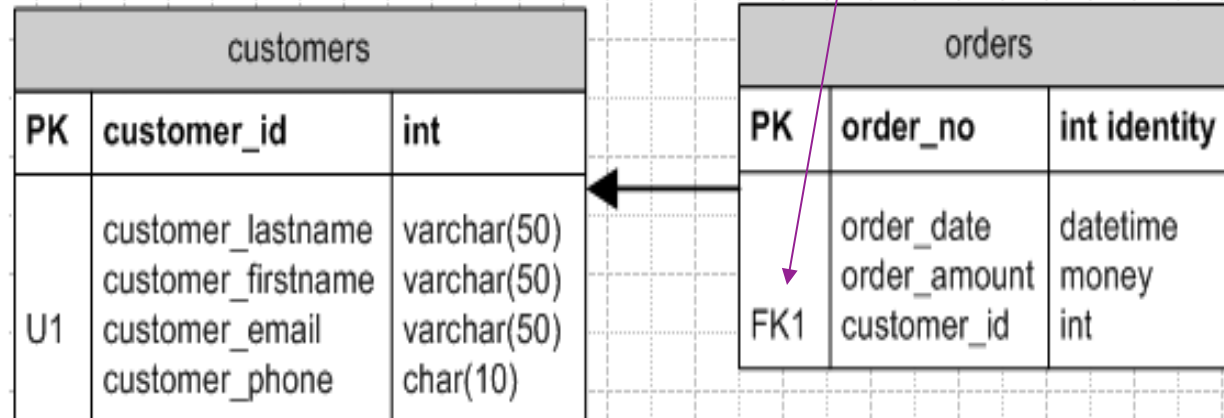 customers
PK customer_id int
customer_lastname varchar(50)
customer_firstname varchar(50)
U1 customer_email varchar(50)
customer_phone char(10)
orders
PK order_no int identity
order_date datetime
order_amount money
FK1 customer_id int